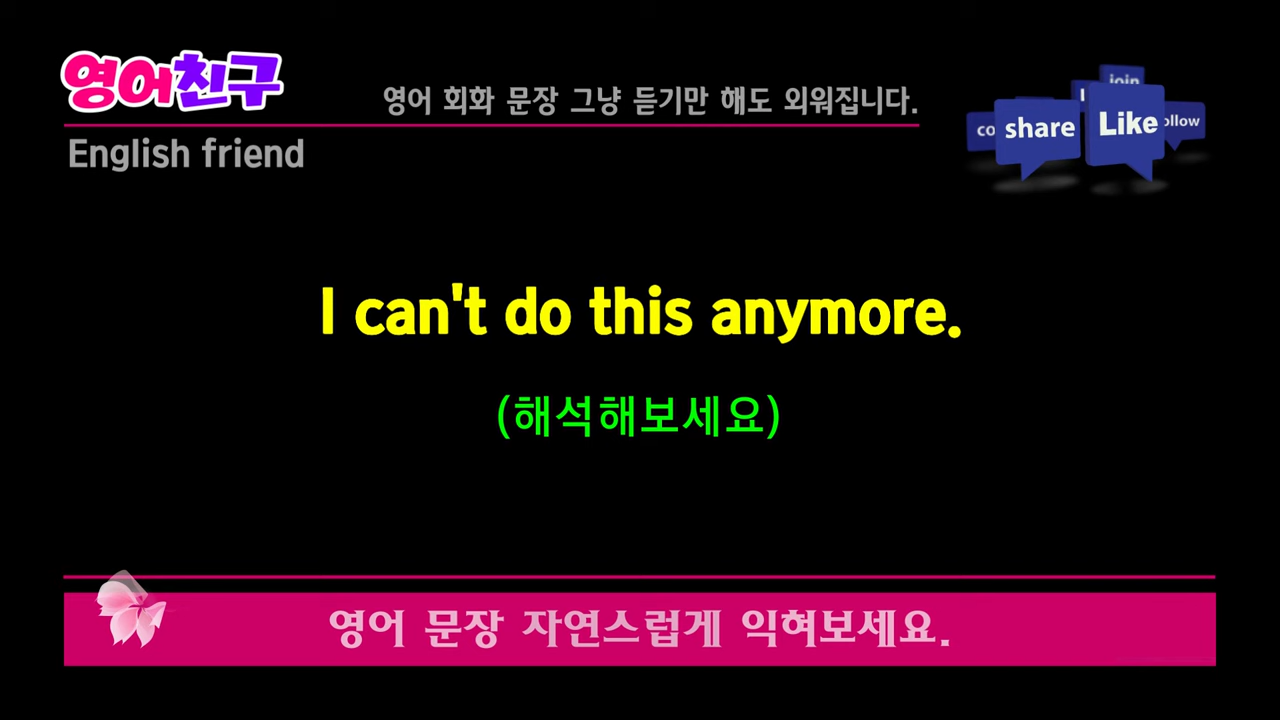 영어친구
영어 회화 문장 그냥 듣기만 해도 외워집니다.
English friend
join
share
Like
I can't do this anymore.
(해석해보세요)
영어 문장 자연스럽게 익혀보세요.